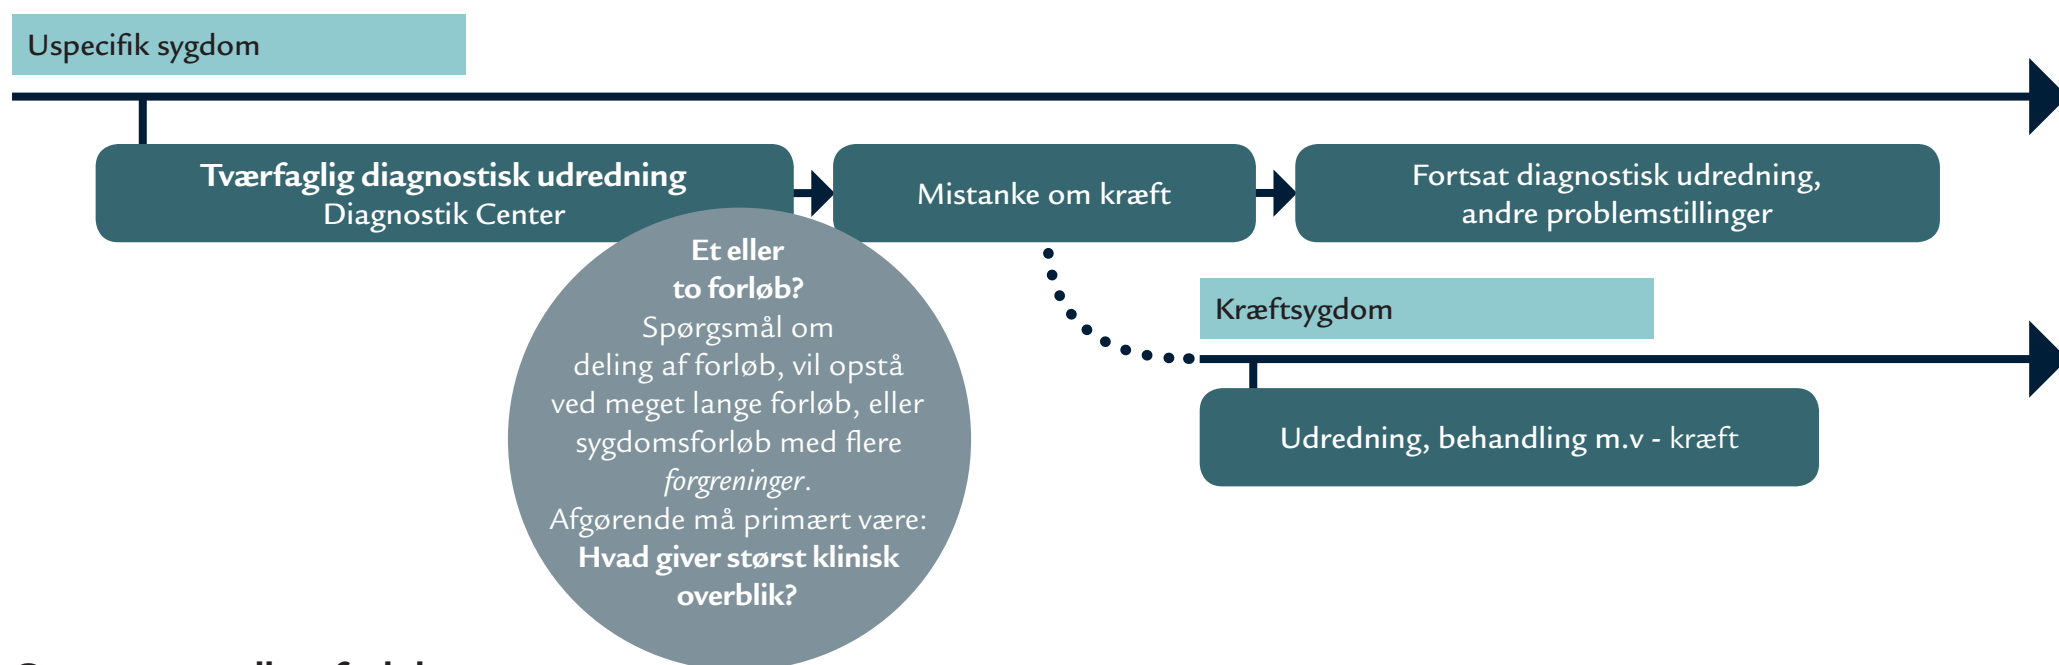 Uspecifik sygdom
Tværfaglig diagnostisk udredning
Diagnostik Center
Mistanke om kræft
Fortsat diagnostisk udredning,
andre problemstillinger
Et eller
to forløb?
Spørgsmål om
deling af forløb, vil opstå
ved meget lange forløb, eller
sygdomsforløb med flere
forgreninger.
Afgørende må primært være:
Hvad giver størst klinisk
overblik?
Kræftsygdom
Udredning, behandling m.v - kræft